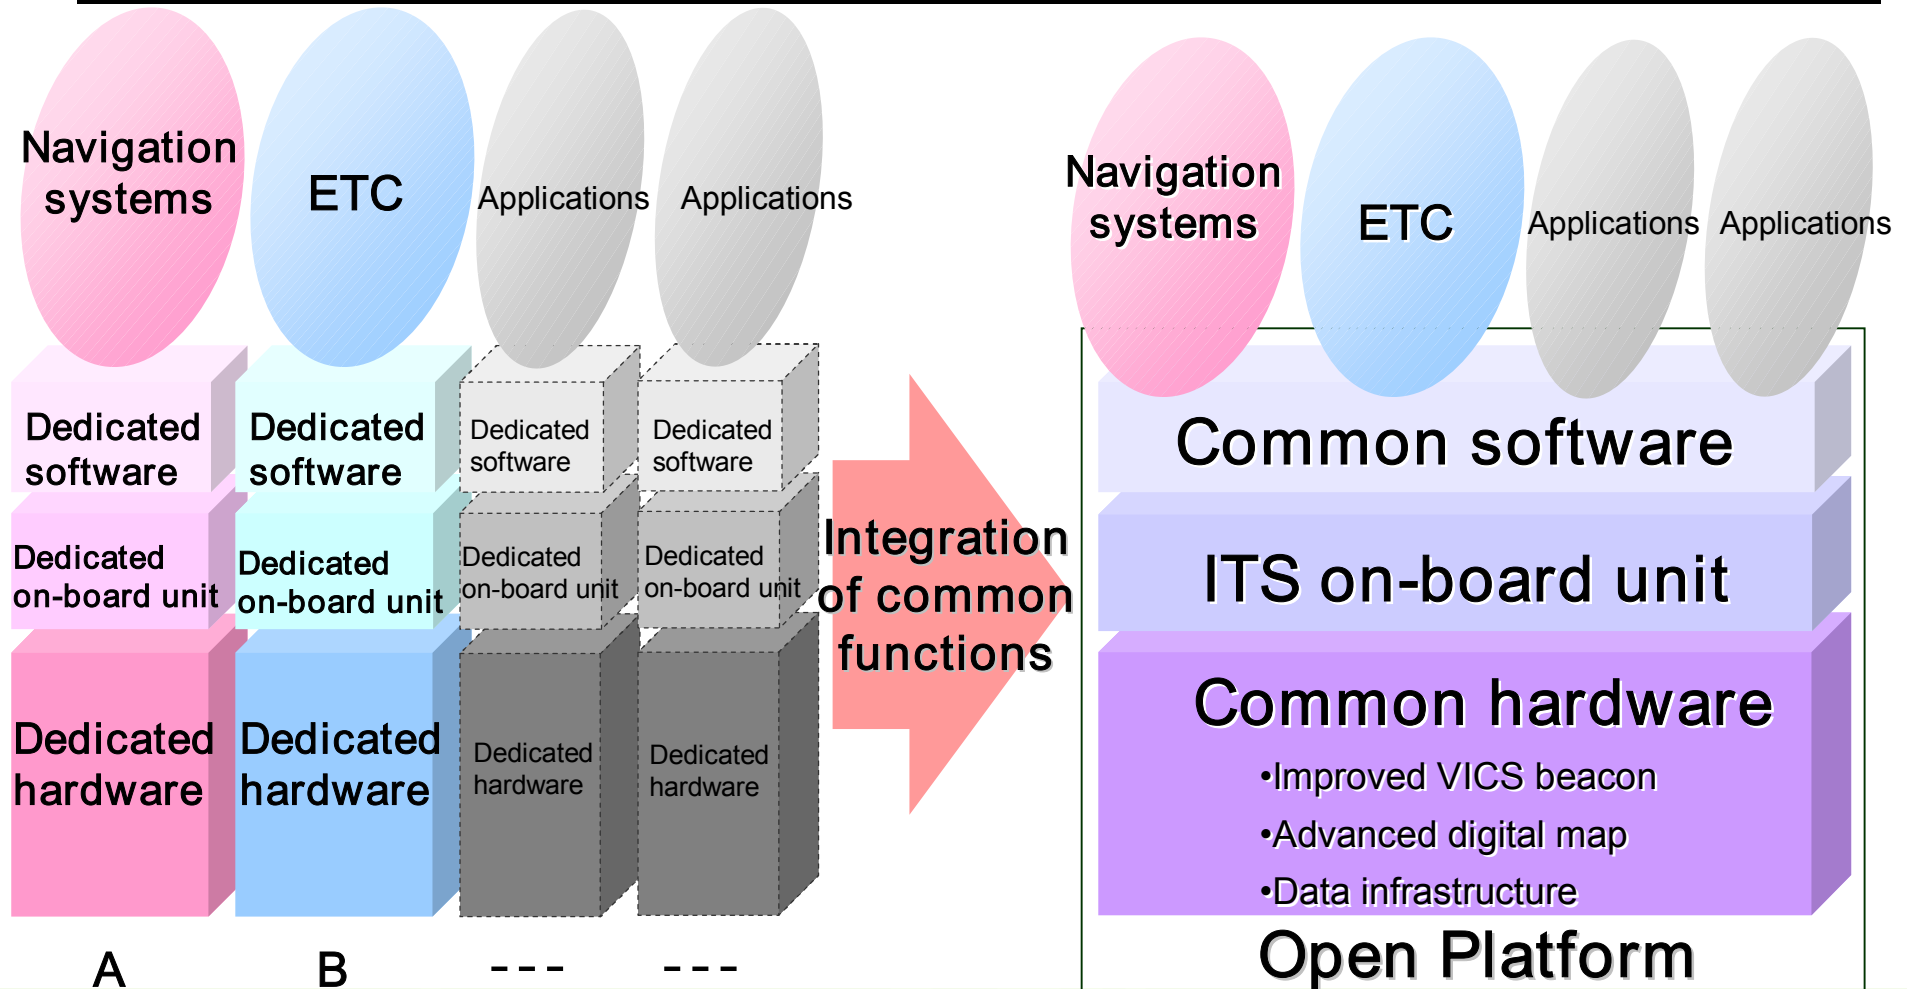 Navigation
systems
ETC
Applications
Applications
Dedicated
software
Dedicated
software
Dedicated
software
Dedicated
software
Dedicated
on-board unit
Dedicated
on-board unit
Dedicated
on-board unit
Dedicated
on-board unit
Dedicated
hardware
Dedicated
hardware
Dedicated
hardware
Dedicated
hardware
A
B
---
---
Integration
of common
functions
Navigation
systems
ETC
Applications
Applications
Common software
ITS on-board unit
Common hardware
•Improved VICS beacon
•Advanced digital map
•Data infrastructure
Open Platform